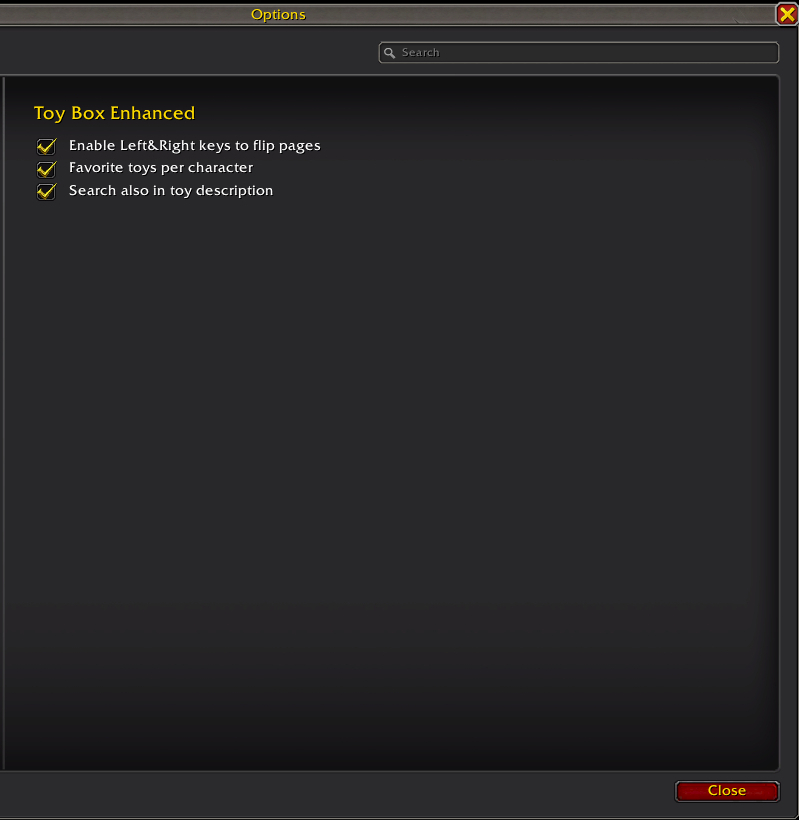 Options
Search
Toy Box Enhanced
Enable Left&Right keys to flip pages
Favorite toys per character
Search also in toy description
Close